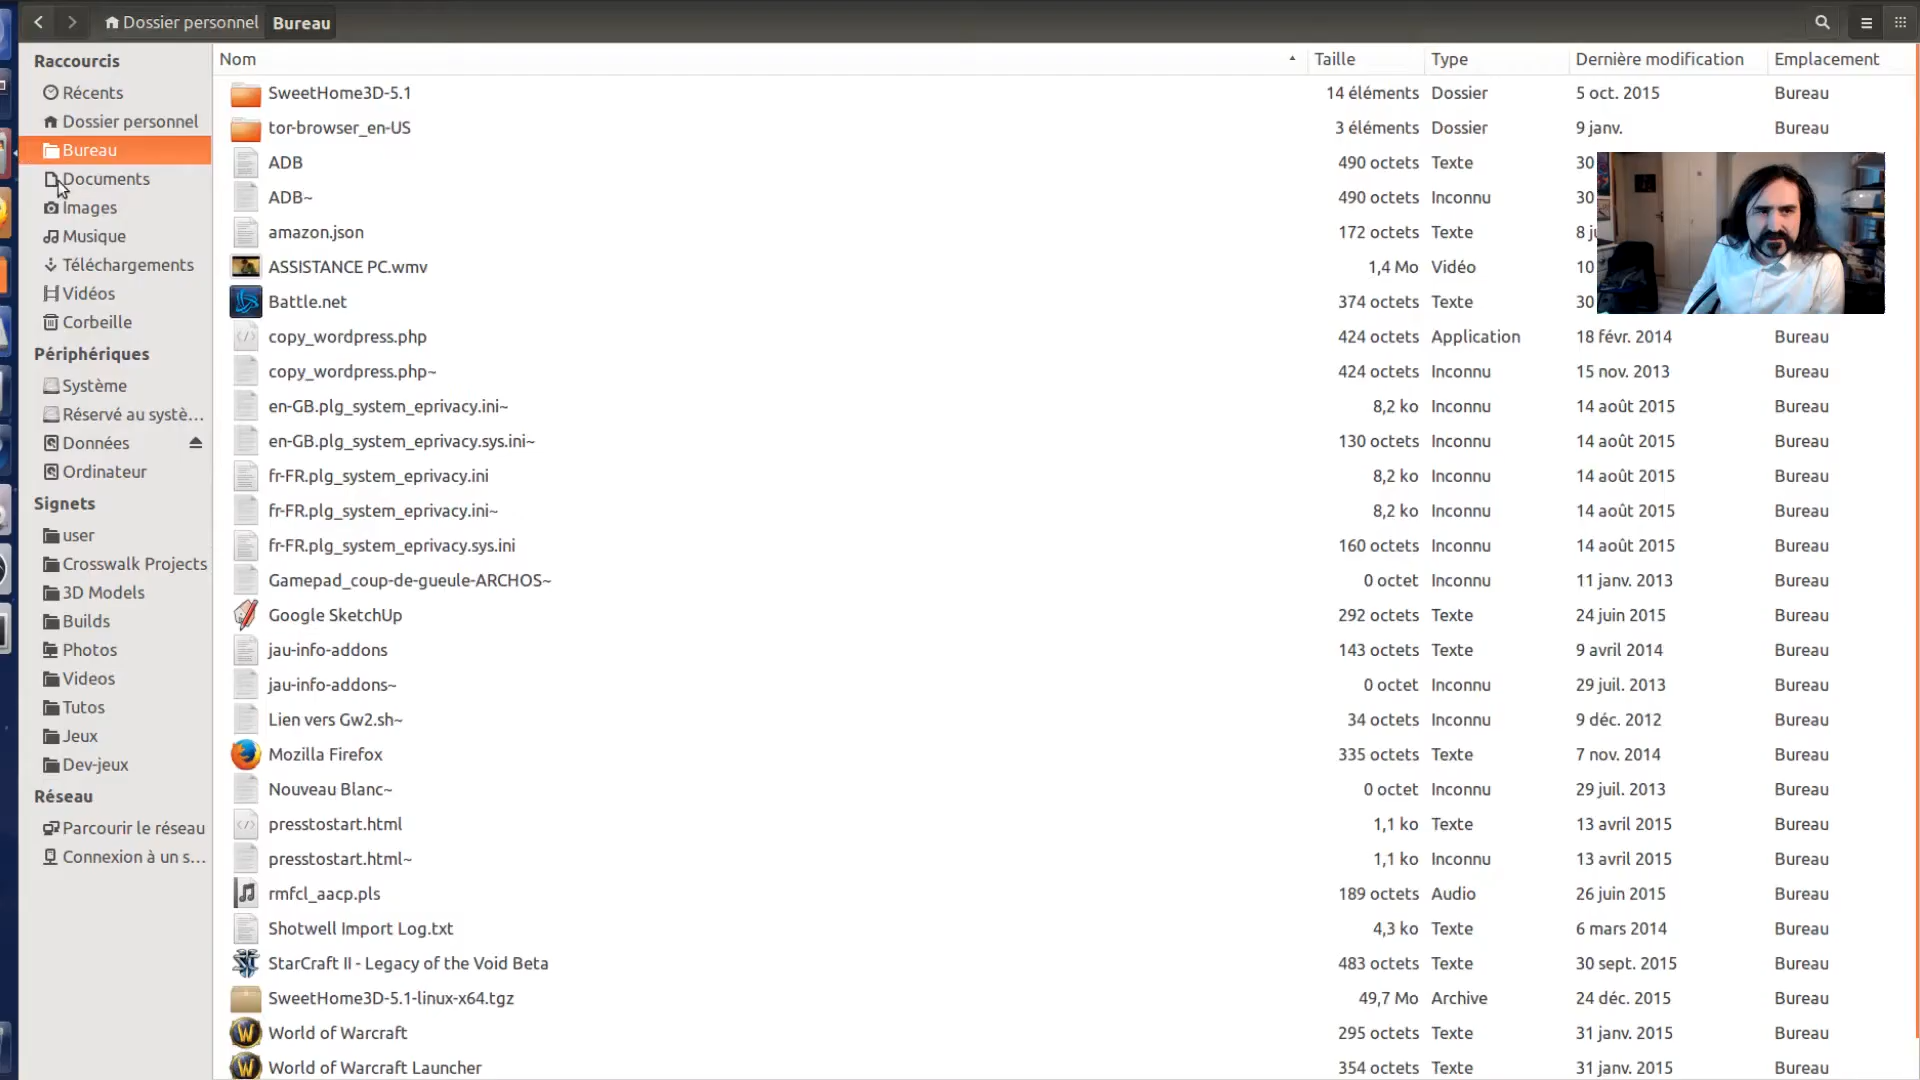 Dossier personnel Bureau
Raccourcis
Récents
Dossier personnel
Bureau
Documents
Images
Musique
Téléchargements
Vidéos
Corbeille
Périphériques
Système
Réservé au systè...
Données
Ordinateur
Signets
user
Crosswalk Projects
3D Models
Builds
Photos
Videos
Tutos
Jeux
Dev-jeux
Réseau
Parcourir le réseau
Connexion à un s...
Nom Taille Type Dernière modification Emplacement
SweetHome3D-5.1 14 éléments Dossier 5 oct. 2015 Bureau
tor-browser_en-US 3 éléments Dossier 9 janv. Bureau
ADB 490 octets Texte 30
ADB~ 490 octets Inconnu 30
amazon.json 172 octets Texte 8
ASSISTANCE PC.wmv 1,4 Mo Vidéo 10
Battle.net 374 octets Texte 30
copy_wordpress.php 424 octets Application 18 févr. 2014 Bureau
copy_wordpress.php~ 424 octets Inconnu 15 nov. 2013 Bureau
en-GB.plg_system_eprivacy.ini~ 8,2 ko Inconnu 14 août 2015 Bureau
en-GB.plg_system_eprivacy.sys.ini~ 130 octets Inconnu 14 août 2015 Bureau
fr-FR.plg_system_eprivacy.ini 8,2 ko Inconnu 14 août 2015 Bureau
fr-FR.plg_system_eprivacy.ini~ 8,2 ko Inconnu 14 août 2015 Bureau
fr-FR.plg_system_eprivacy.sys.ini 160 octets Inconnu 14 août 2015 Bureau
Gamepad_coup-de-gueule-ARCHOS~ 0 octet Inconnu 11 janv. 2013 Bureau
Google SketchUp 292 octets Texte 24 juin 2015 Bureau
jau-info-addons 143 octets Texte 9 avril 2014 Bureau
jau-info-addons~ 0 octet Inconnu 29 juil. 2013 Bureau
Lien vers Gw2.sh~ 34 octets Inconnu 9 déc. 2012 Bureau
Mozilla Firefox 335 octets Texte 7 nov. 2014 Bureau
Nouveau Blanc~ 0 octet Inconnu 29 juil. 2013 Bureau
presstostart.html 1,1 ko Texte 13 avril 2015 Bureau
presstostart.html~ 1,1 ko Inconnu 13 avril 2015 Bureau
rmfcl_aacp.pls 189 octets Audio 26 juin 2015 Bureau
Shotwell Import Log.txt 4,3 ko Texte 6 mars 2014 Bureau
StarCraft II - Legacy of the Void Beta 483 octets Texte 30 sept. 2015 Bureau
SweetHome3D-5.1-linux-x64.tgz 49,7 Mo Archive 24 déc. 2015 Bureau
World of Warcraft 295 octets Texte 31 janv. 2015 Bureau
World of Warcraft Launcher 354 octets Texte 31 janv. 2015 Bureau